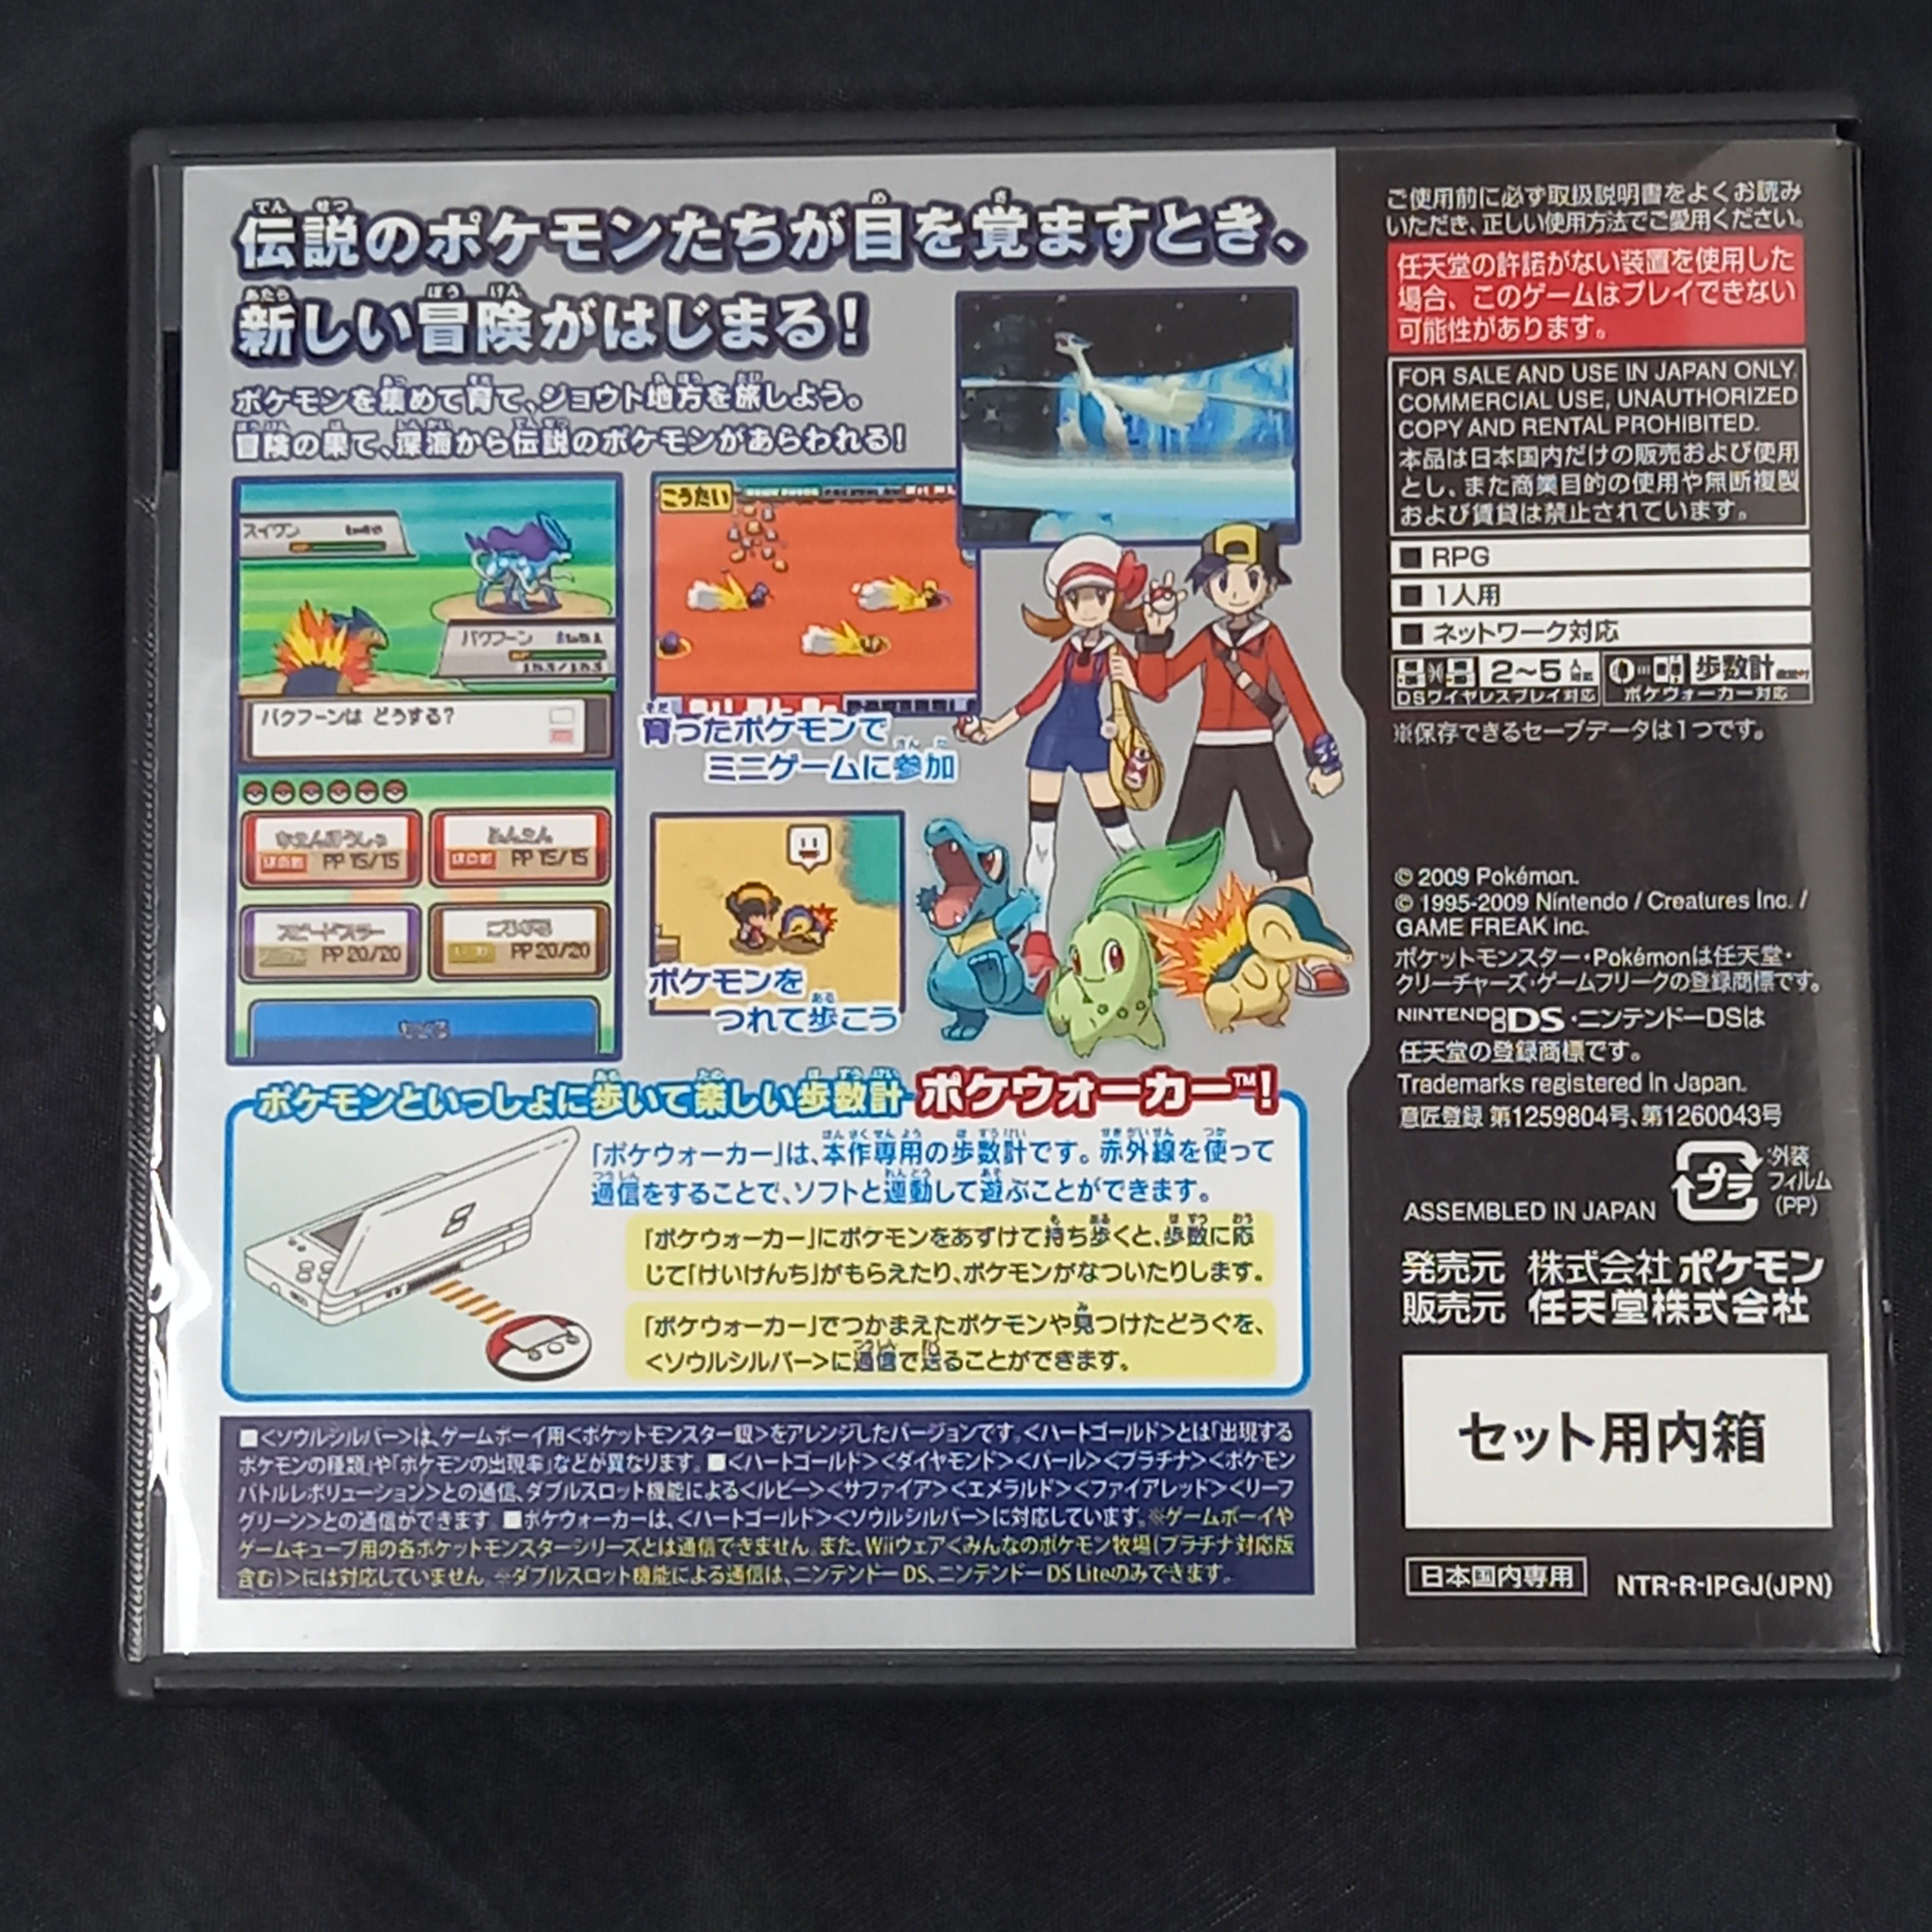 伝説のポケモンたちが目を覚ますとき、
新しい冒険がはじまる!
ポケモンを集めて育て、ジョウト地方を旅しよう。
冒険の果て、深海から伝説のポケモンがあらわれる!
スイクン
バクフーン
183/183
バクフーンは どうする?
ふんえん
PP 15/15
PP 15/15
スピードスター
PP 20/20
PP 20/20
もどる
こうたい
育ったポケモンで
ミニゲームに参加
ポケモンを
つれて歩こう
ポケモンといっしょに歩いて楽しい歩数計 ポケウォーカー™!
「ポケウォーカー」は、本作専用の歩数計です。赤外線を使って
通信をすることで、ソフトと連動して遊ぶことができます。
「ポケウォーカー」にポケモンをあずけて持ち歩くと、歩数に応
じて「けいけんち」がもらえたり、ポケモンがなついたりします。
「ポケウォーカー」でつかまえたポケモンや見つけたどうぐを、
<ソウルシルバー>に通信で送ることができます。
■<ソウルシルバー>は、ゲームボーイ用<ポケットモンスター銀>をアレンジしたバージョンです。<ハートゴールド>とは「出現する
ポケモンの種類」や「ポケモンの出現率」などが異なります。■<ハートゴールド><ダイヤモンド><パール><プラチナ><ポケモン
バトルレボリューション>との通信、ダブルスロット機能による<ルビー><サファイア><エメラルド><ファイアレッド><リーフ
グリーン>との通信ができます。■ポケウォーカーは、<ハートゴールド><ソウルシルバー>に対応しています。※ゲームボーイや
ゲームキューブ用の各ポケットモンスターシリーズとは通信できません。また、Wiiウェア<みんなのポケモン牧場(プラチナ対応版
含む)>には対応していません。※ダブルスロット機能による通信は、ニンテンドーDS、ニンテンドーDS Liteのみでできます。
ご使用前に必ず取扱説明書をよくお読み
いただき、正しい使用方法でご愛用ください。
任天堂の許諾がない装置を使用した
場合、このゲームはプレイできない
可能性があります。
FOR SALE AND USE IN JAPAN ONLY.
COMMERCIAL USE, UNAUTHORIZED
COPY AND RENTAL PROHIBITED.
本品は日本国内だけの販売および使用
とし、また商業目的の使用や無断複製
および賃貸は禁止されています。
■ RPG
■ 1人用
■ ネットワーク対応
2〜5人
DSワイヤレスプレイ対応
歩数計
ポケウォーカー対応
※保存できるセーブデータは1つです。
© 2009 Pokémon.
© 1995-2009 Nintendo / Creatures Inc. /
GAME FREAK inc.
ポケットモンスター・Pokémonは任天堂・
クリーチャーズ・ゲームフリークの登録商標です。
NINTENDO DS・ニンテンドーDSは
任天堂の登録商標です。
Trademarks registered in Japan.
意匠登録 第1259804号、第1260043号
プラ
外装
フィルム
(PP)
ASSEMBLED IN JAPAN
発売元 株式会社ポケモン
販売元 任天堂株式会社
セット用内箱
日本国内専用
NTR-R-IPGJ(JPN)